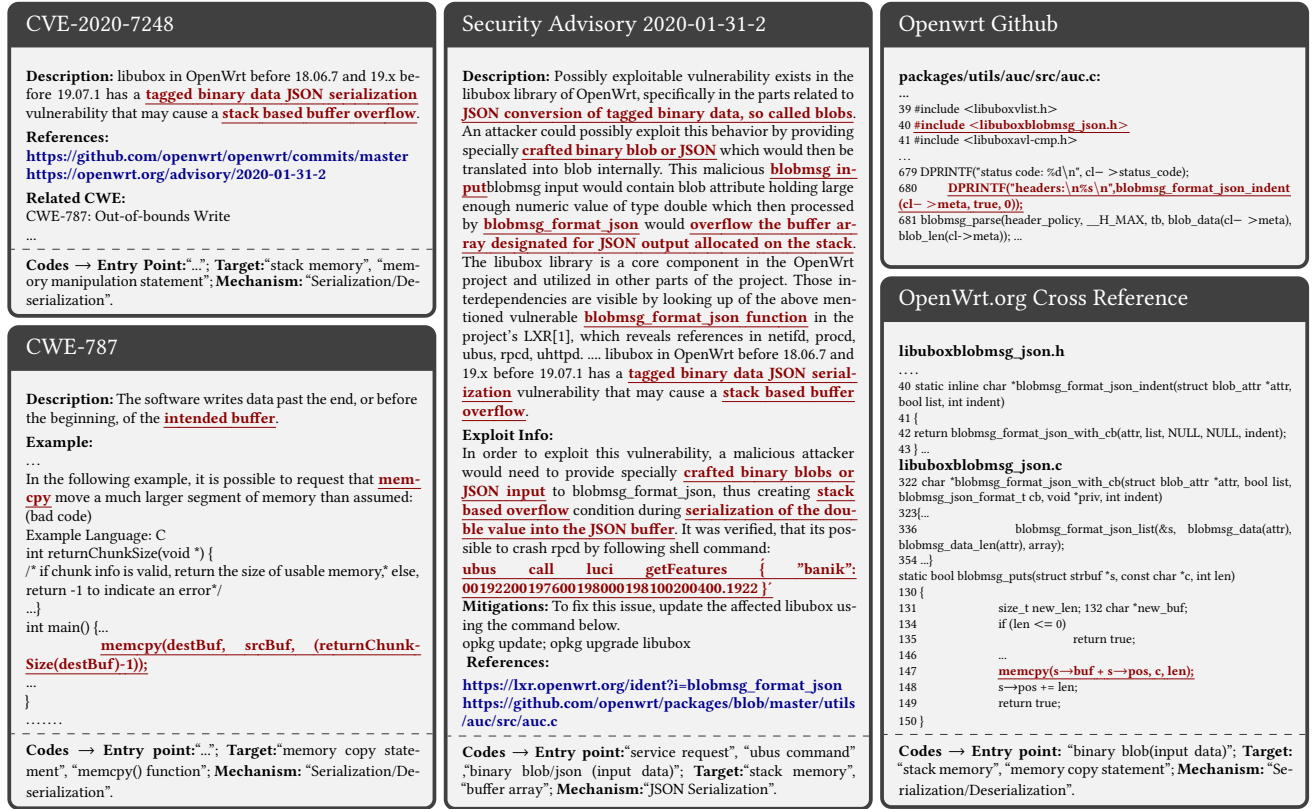 CVE-2020-7248
Description: libubox in OpenWrt before 18.06.7 and 19.x be-
fore 19.07.1 has a tagged binary data JSON serialization
vulnerability that may cause a stack based buffer overflow.
References:
https://github.com/openwrt/openwrt/commits/master
https://openwrt.org/advisory/2020-01-31-2
Related CWE:
CWE-787: Out-of-bounds Write
...
Codes → Entry Point:“...”; Target:“stack memory”, “mem-
ory manipulation statement”; Mechanism: “Serialization/De-
serialization”.
CWE-787
Description: The software writes data past the end, or before
the beginning, of the intended buffer.
Example:
...
In the following example, it is possible to request that mem-
cpy move a much larger segment of memory than assumed:
(bad code)
Example Language: C
int returnChunkSize(void *) {
/* if chunk info is valid, return the size of usable memory,* else,
return -1 to indicate an error*/
...}
int main() {...
memcpy(destBuf, srcBuf, (returnChunk-
Size(destBuf)-1));
...
}
.......
Codes → Entry point:“...”; Target:“memory copy state-
ment”, “memcpy() function”; Mechanism: “Serialization/De-
serialization”.
Security Advisory 2020-01-31-2
Description: Possibly exploitable vulnerability exists in the
libubox library of OpenWrt, specifically in the parts related to
JSON conversion of tagged binary data, so called blobs.
An attacker could possibly exploit this behavior by providing
specially crafted binary blob or JSON which would then be
translated into blob internally. This malicious blobmsg in-
putblobmsg input would contain blob attribute holding large
enough numeric value of type double which then processed
by blobmsg_format_json would overflow the buffer ar-
ray designated for JSON output allocated on the stack.
The libubox library is a core component in the OpenWrt
project and utilized in other parts of the project. Those in-
terdependencies are visible by looking up of the above men-
tioned vulnerable blobmsg_format_json function in the
project's LXR[1], which reveals references in netifd, procd,
ubus, rpcd, uhttpd. .... libubox in OpenWrt before 18.06.7 and
19.x before 19.07.1 has a tagged binary data JSON serial-
ization vulnerability that may cause a stack based buffer
overflow.
Exploit Info:
In order to exploit this vulnerability, a malicious attacker
would need to provide specially crafted binary blobs or
JSON input to blobmsg_format_json, thus creating stack
based overflow condition during serialization of the dou-
ble value into the JSON buffer. It was verified, that its pos-
sible to crash rpcd by following shell command:
ubus call luci getFeatures { ”banik”:
00192200197600198000198100200400.1922 }´
Mitigations: To fix this issue, update the affected libubox us-
ing the command below.
opkg update; opkg upgrade libubox
References:
https://lxr.openwrt.org/ident?i=blobmsg_format_json
https://github.com/openwrt/packages/blob/master/utils
/auc/src/auc.c
Codes → Entry point:“service request”, “ubus command”
,“binary blob/json (input data)”; Target:“stack memory”,
“buffer array”; Mechanism:“JSON Serialization”.
Openwrt Github
packages/utils/auc/src/auc.c:
...
39 #include <libuboxvlist.h>
40 #include <libuboxblobmsg_json.h>
41 #include <libuboxavl-cmp.h>
...
679 DPRINTF("status code: %d\n", cl− >status_code);
680 DPRINTF("headers:\n%s\n",blobmsg_format_json_indent
(cl− >meta, true, 0));
681 blobmsg_parse(header_policy, __H_MAX, tb, blob_data(cl− >meta),
blob_len(cl->meta)); ...
OpenWrt.org Cross Reference
libuboxblobmsg_json.h
....
40 static inline char *blobmsg_format_json_indent(struct blob_attr *attr,
bool list, int indent)
41 {
42 return blobmsg_format_json_with_cb(attr, list, NULL, NULL, indent);
43 } ...
libuboxblobmsg_json.c
322 char *blobmsg_format_json_with_cb(struct blob_attr *attr, bool list,
blobmsg_json_format_t cb, void *priv, int indent)
323{...
336 blobmsg_format_json_list(&s, blobmsg_data(attr),
blobmsg_data_len(attr), array);
354 ...}
static bool blobmsg_puts(struct strbuf *s, const char *c, int len)
130 {
131 size_t new_len; 132 char *new_buf;
134 if (len <= 0)
135 return true;
146 ...
147 memcpy(s→buf + s→pos, c, len);
148 s→pos += len;
149 return true;
150 }
Codes → Entry point: “binary blob(input data)”; Target:
“stack memory”, “memory copy statement”; Mechanism: “Se-
rialization/Deserialization”.